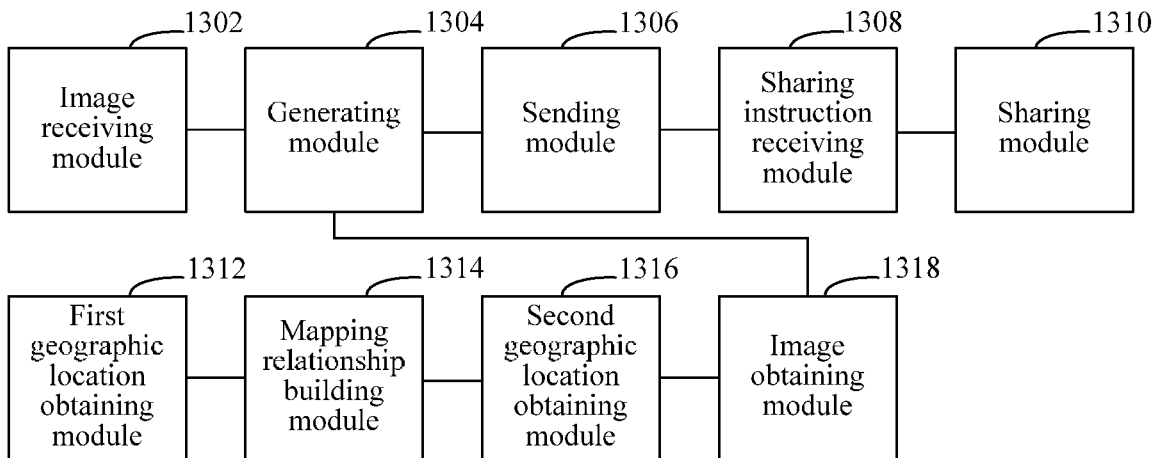 1302
1304
1306
1308
1310
Image
receiving
module
Generating
module
Sending
module
Sharing
instruction
receiving
module
Sharing
module
1312
1314
1316
1318
First
geographic
location
obtaining
module
Mapping
relationship
building
module
Second
geographic
location
obtaining
module
Image
obtaining
module